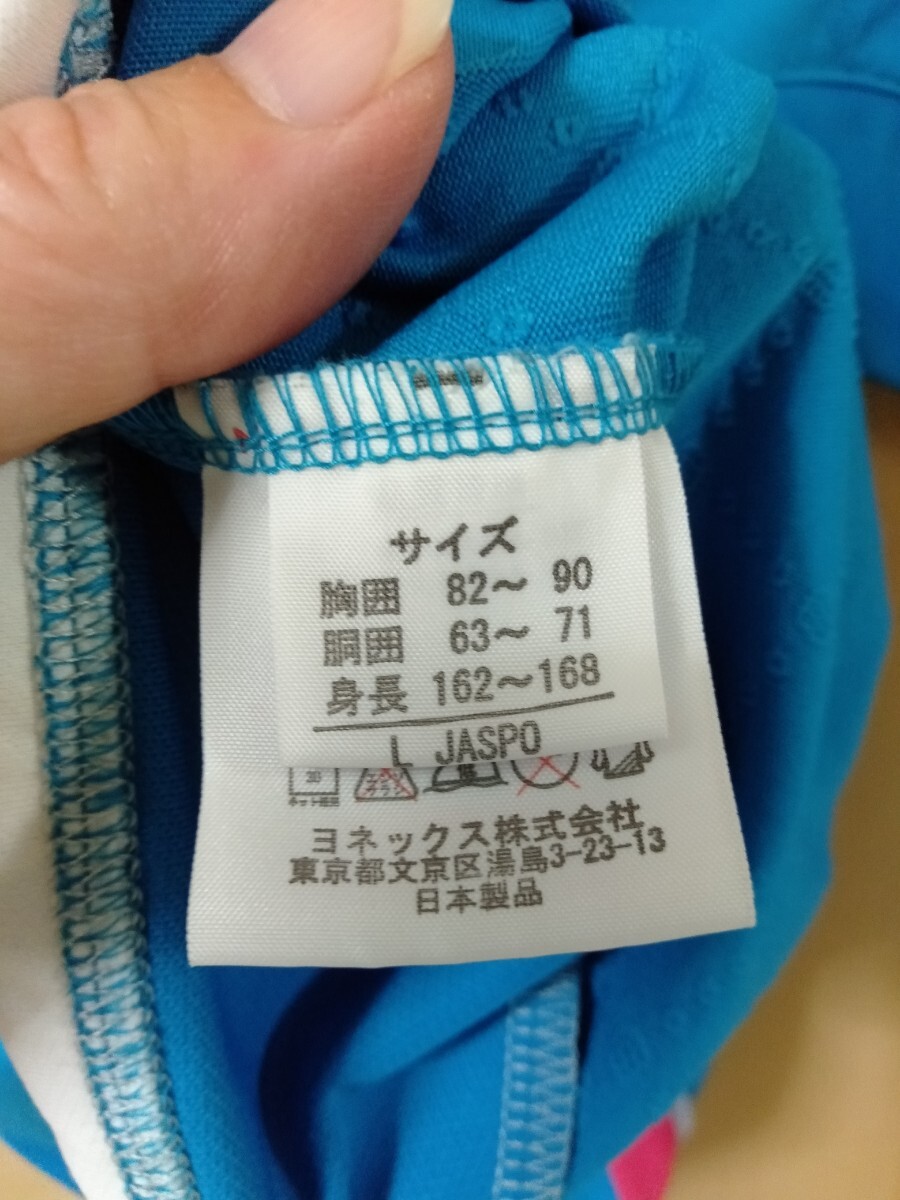 サイズ
胸囲 82～ 90
胴囲 63～ 71
身長 162～168
L JASPO
30
ヨネックス株式会社
東京都文京区湯島3-23-13
日本製品